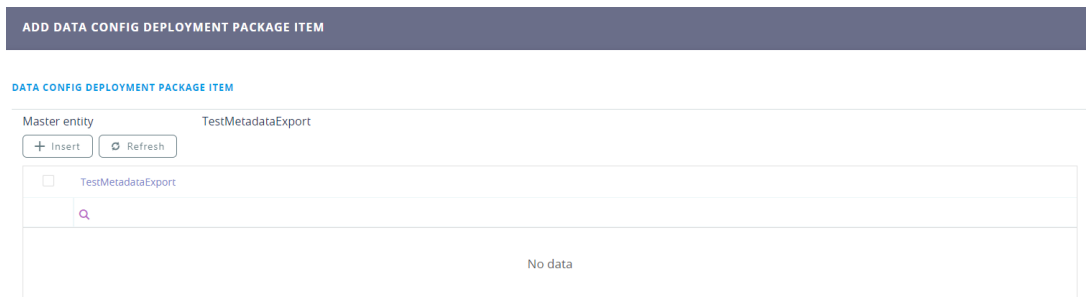 ADD DATA CONFIG DEPLOYMENT PACKAGE ITEM
DATA CONFIG DEPLOYMENT PACKAGE ITEM
Master entity TestMetadataExport
Insert Refresh
TestMetadataExport
No data